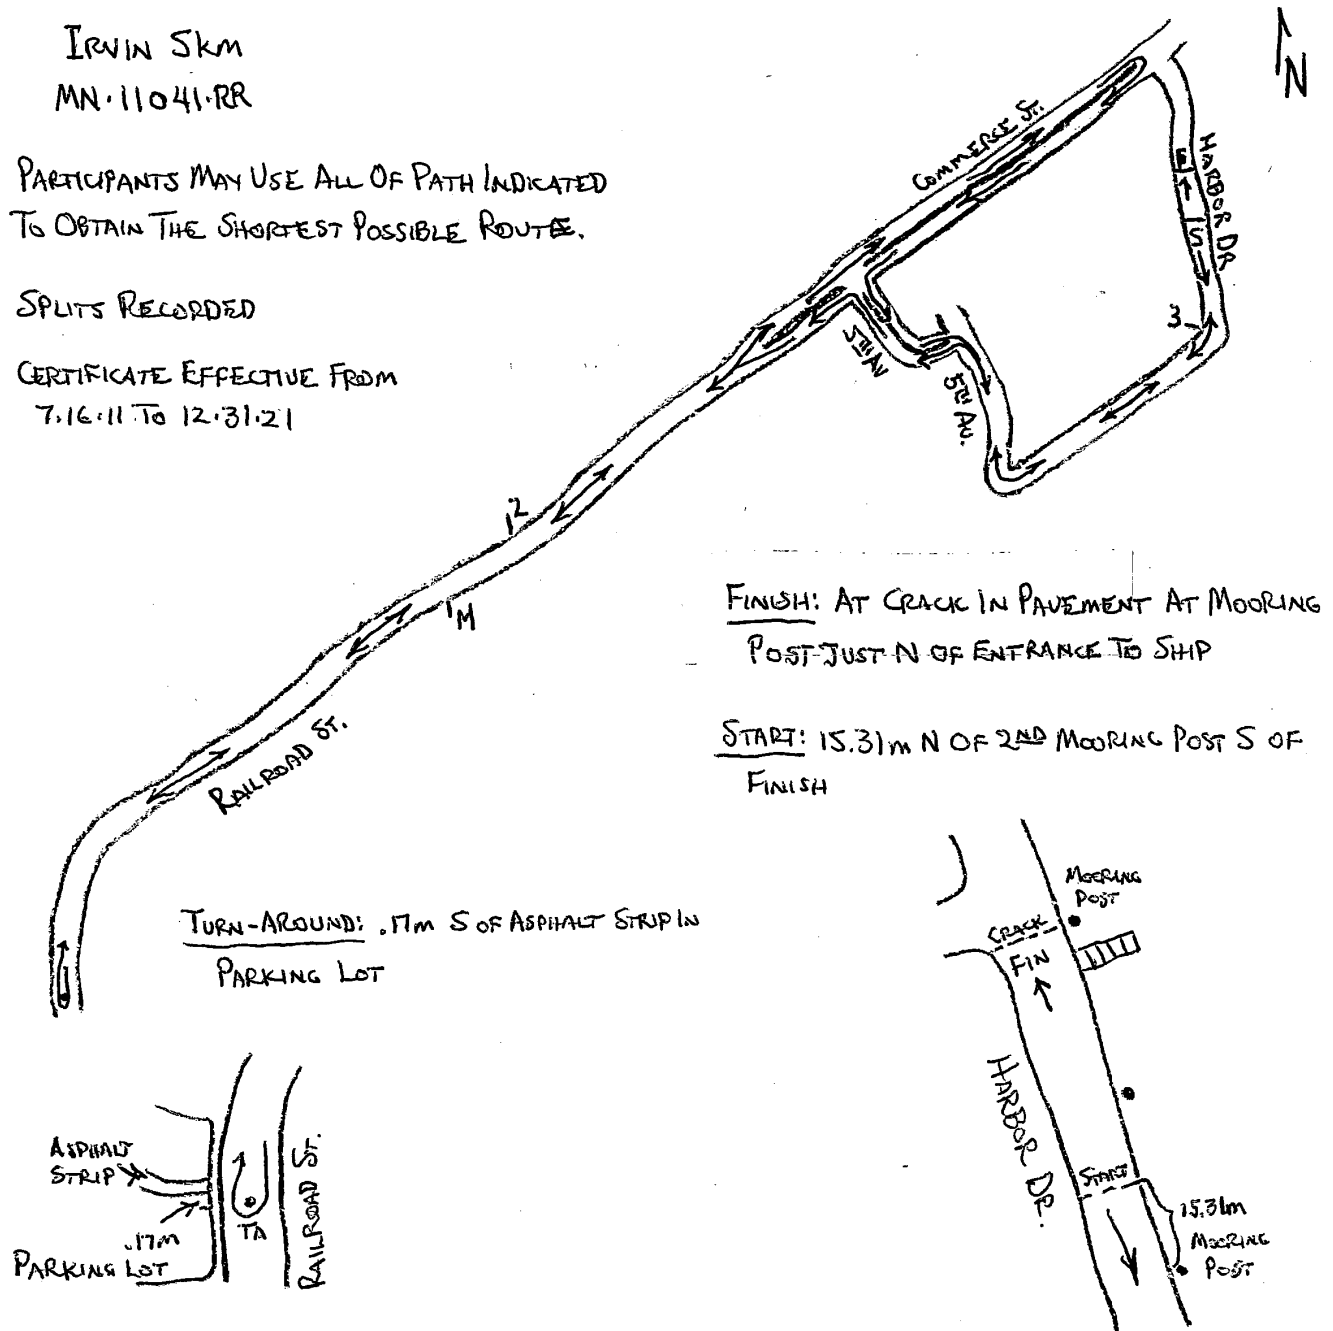 IRVIN 5KM
MN·11041·RR
N
PARTICIPANTS MAY USE ALL OF PATH INDICATED
TO OBTAIN THE SHORTEST POSSIBLE ROUTE.
SPLITS RECORDED
CERTIFICATE EFFECTIVE FROM
7·16·11 TO 12·31·21
COMMERCE ST.
HARBOR DR
F
S
3
5TH AV
5TH AV.
2
M
RAILROAD ST.
FINISH: AT CRACK IN PAVEMENT AT MOORING
POST JUST N OF ENTRANCE TO SHIP
START: 15.31m N OF 2ND MOORING POST S OF
FINISH
TURN-AROUND: .17m S OF ASPHALT STRIP IN
PARKING LOT
MOORING
POST
CRACK
FIN
HARBOR DR.
START
15.31m
MOORING
POST
ASPHALT
STRIP
.17m
PARKING LOT
TA
RAILROAD ST.